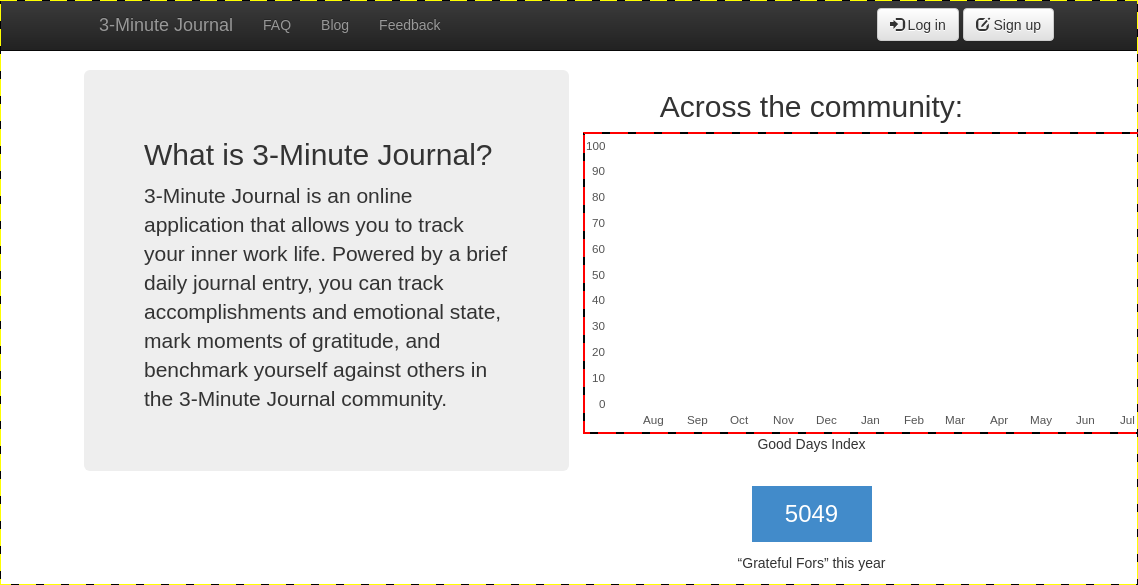 3-Minute Journal FAQ Blog Feedback Log in Sign up
What is 3-Minute Journal?
3-Minute Journal is an online
application that allows you to track
your inner work life. Powered by a brief
daily journal entry, you can track
accomplishments and emotional state,
mark moments of gratitude, and
benchmark yourself against others in
the 3-Minute Journal community.
Across the community:
100
90
80
70
60
50
40
30
20
10
0
Aug Sep Oct Nov Dec Jan Feb Mar Apr May Jun Jul
Good Days Index
5049
“Grateful Fors” this year